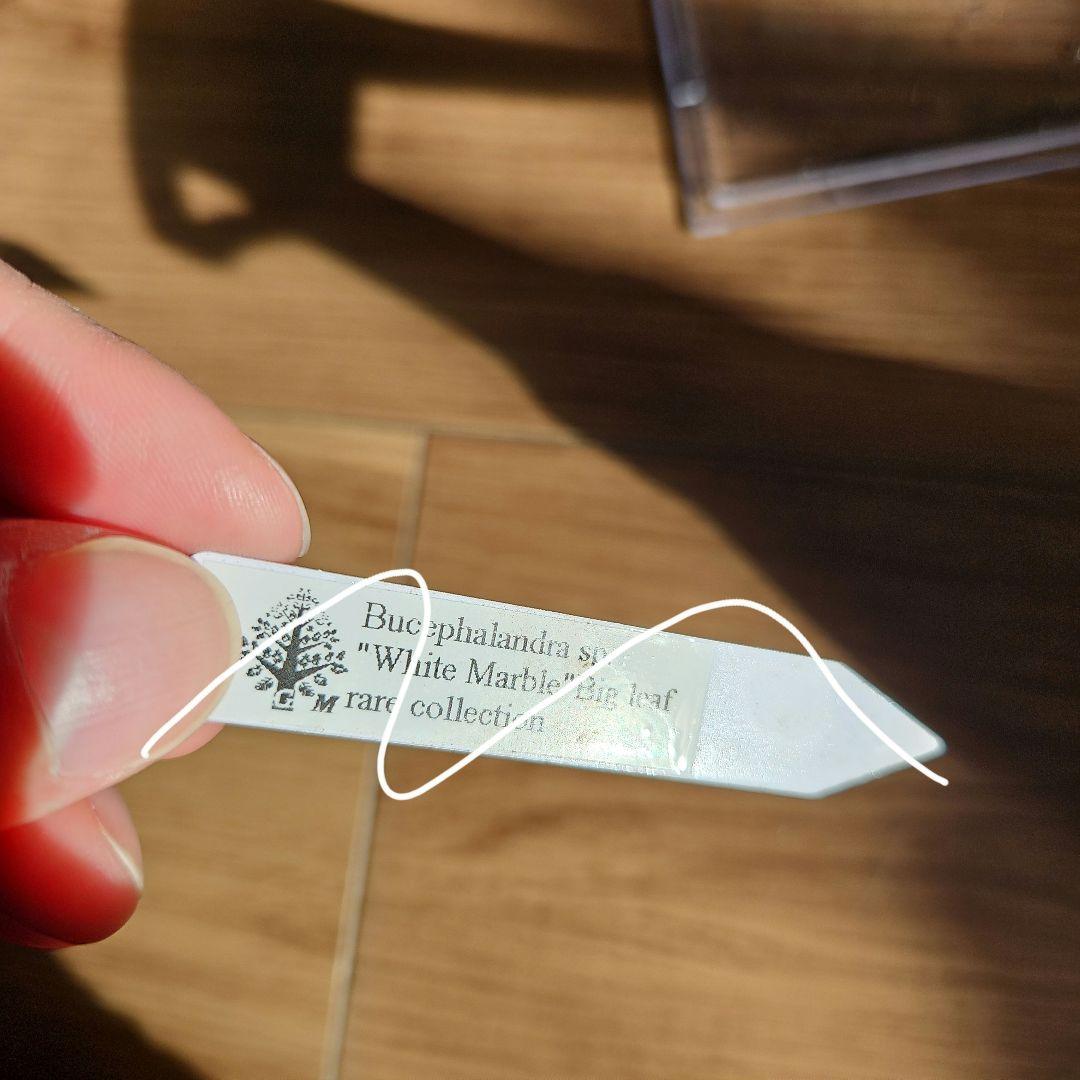 Bucephalandra sp.
"White Marble"Big leaf
rare collection
G M